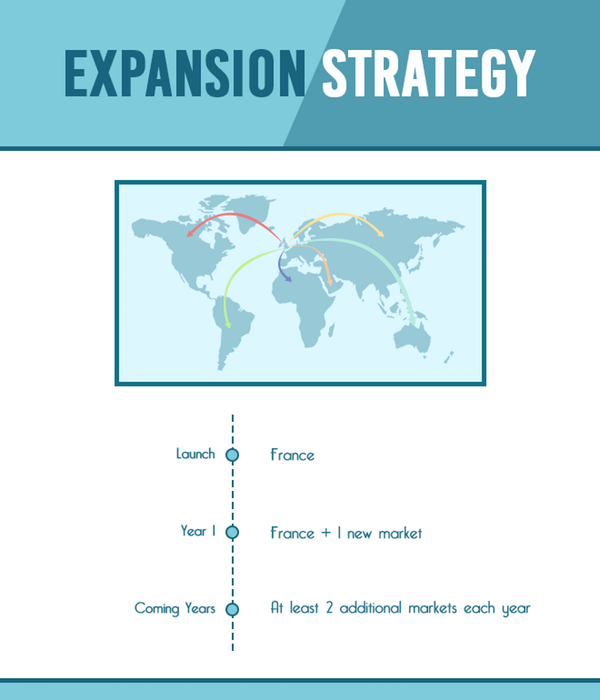 EXPANSION STRATEGY
Launch France
Year 1 France + 1 new market
Coming Years At least 2 additional markets each year